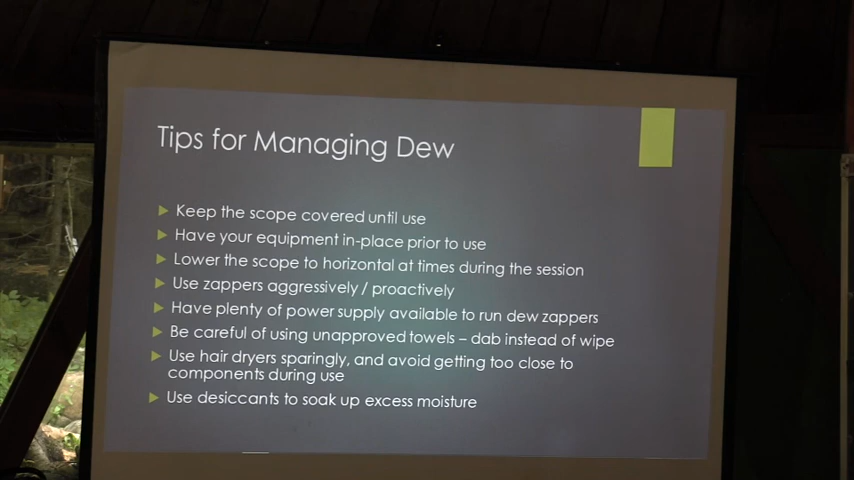 Tips for Managing Dew
Keep the scope covered until use
Have your equipment in-place prior to use
Lower the scope to horizontal at times during the session
Use zappers aggressively / proactively
Have plenty of power supply available to run dew zappers
Be careful of using unapproved towels – dab instead of wipe
Use hair dryers sparingly, and avoid getting too close to
components during use
Use desiccants to soak up excess moisture